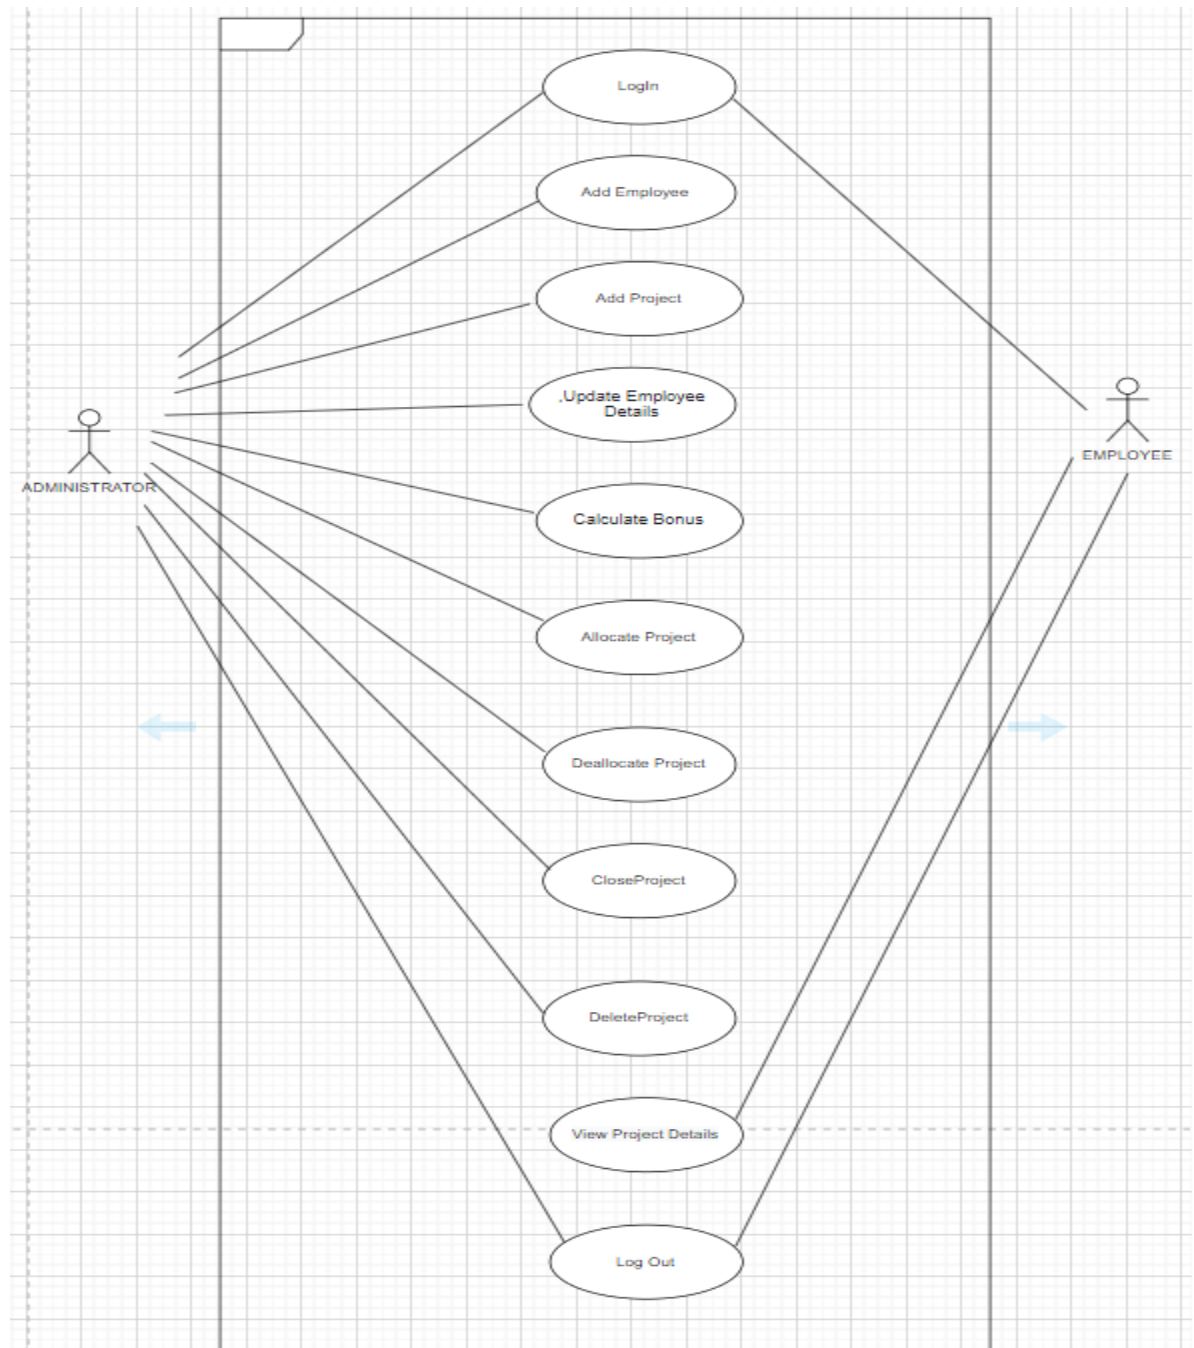 LogIn
Add Employee
Add Project
,Update Employee
Details
ADMINISTRATOR
EMPLOYEE
Calculate Bonus
Allocate Project
Deallocate Project
CloseProject
DeleteProject
View Project Details
Log Out